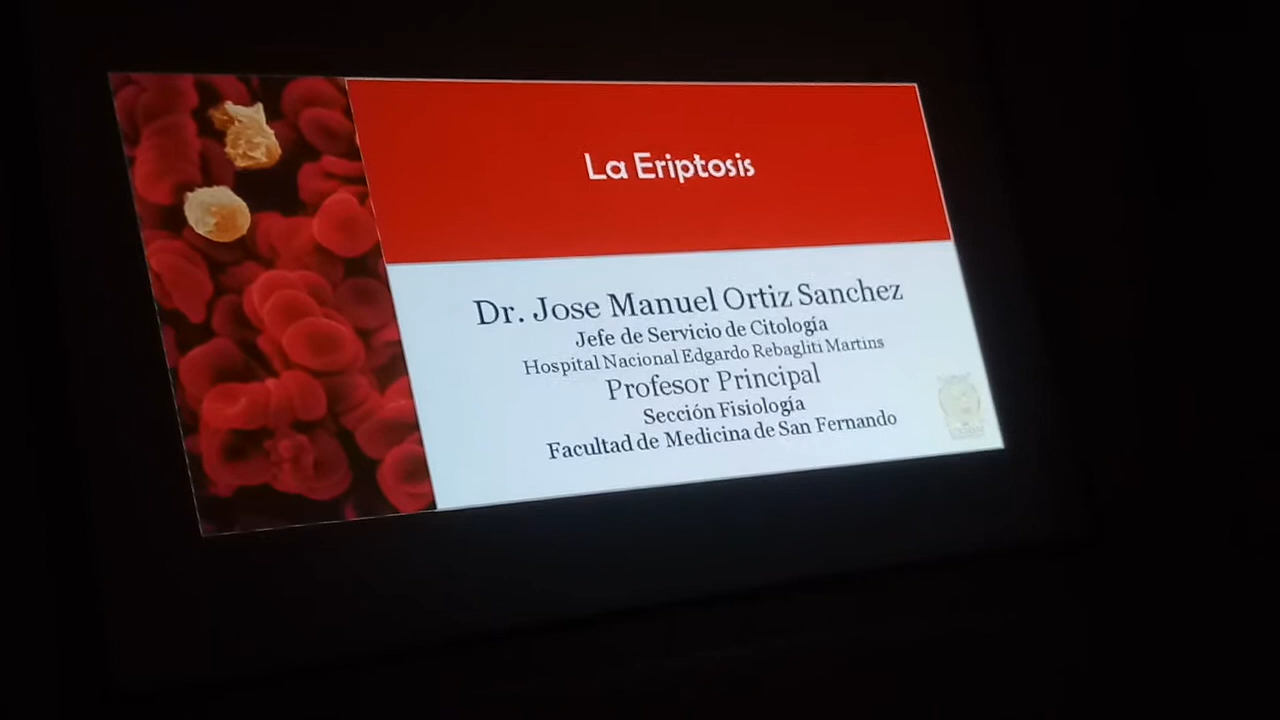 La Eriptosis
Dr. Jose Manuel Ortiz Sanchez
Jefe de Servicio de Citología
Hospital Nacional Edgardo Rebagliti Martins
Profesor Principal
Sección Fisiología
Facultad de Medicina de San Fernando